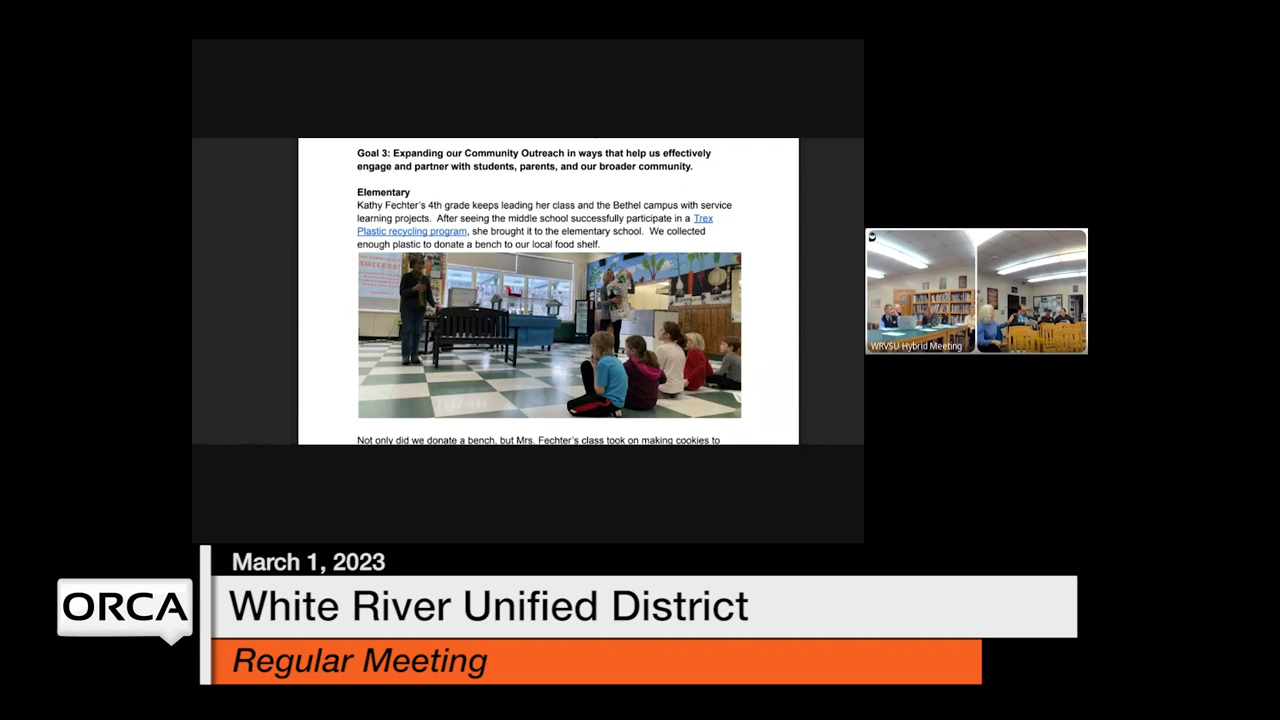 Goal 3: Expanding our Community Outreach in ways that help us effectively
engage and partner with students, parents, and our broader community.
Elementary
Kathy Fechter's 4th grade keeps leading her class and the Bethel campus with service
learning projects. After seeing the middle school successfully participate in a Trex
Plastic recycling program, she brought it to the elementary school. We collected
enough plastic to donate a bench to our local food shelf.
SUCCESS!
Not only did we donate a bench, but Mrs. Fechter's class took on making cookies to
WRVSU Hybrid Meeting
March 1, 2023
ORCA
White River Unified District
Regular Meeting